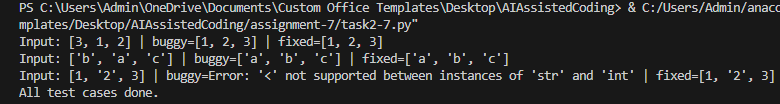 PS C:\Users\Admin\OneDrive\Documents\Custom Office Templates\Desktop\AIAssistedCoding> & C:/Users/Admin/anaco
mplates/Desktop/AIAssistedCoding/assignment-7/task2-7.py"
Input: [3, 1, 2] | buggy=[1, 2, 3] | fixed=[1, 2, 3]
Input: ['b', 'a', 'c'] | buggy=['a', 'b', 'c'] | fixed=['a', 'b', 'c']
Input: [1, '2', 3] | buggy=Error: '<' not supported between instances of 'str' and 'int' | fixed=[1, '2', 3]
All test cases done.